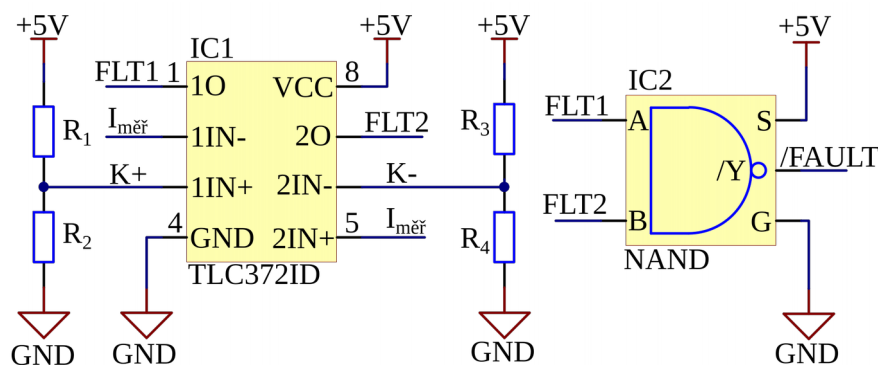 +5V
R1
R2
GND
IC1
FLT1 1 1O
Iměř 1IN-
K+ 1IN+
4 GND
GND
VCC 8
+5V
2O FLT2
2IN- K-
2IN+ 5 Iměř
TLC372ID
+5V
R3
R4
GND
IC2
FLT1 A
FLT2 B
S
/Y /FAULT
G
NAND
+5V
GND